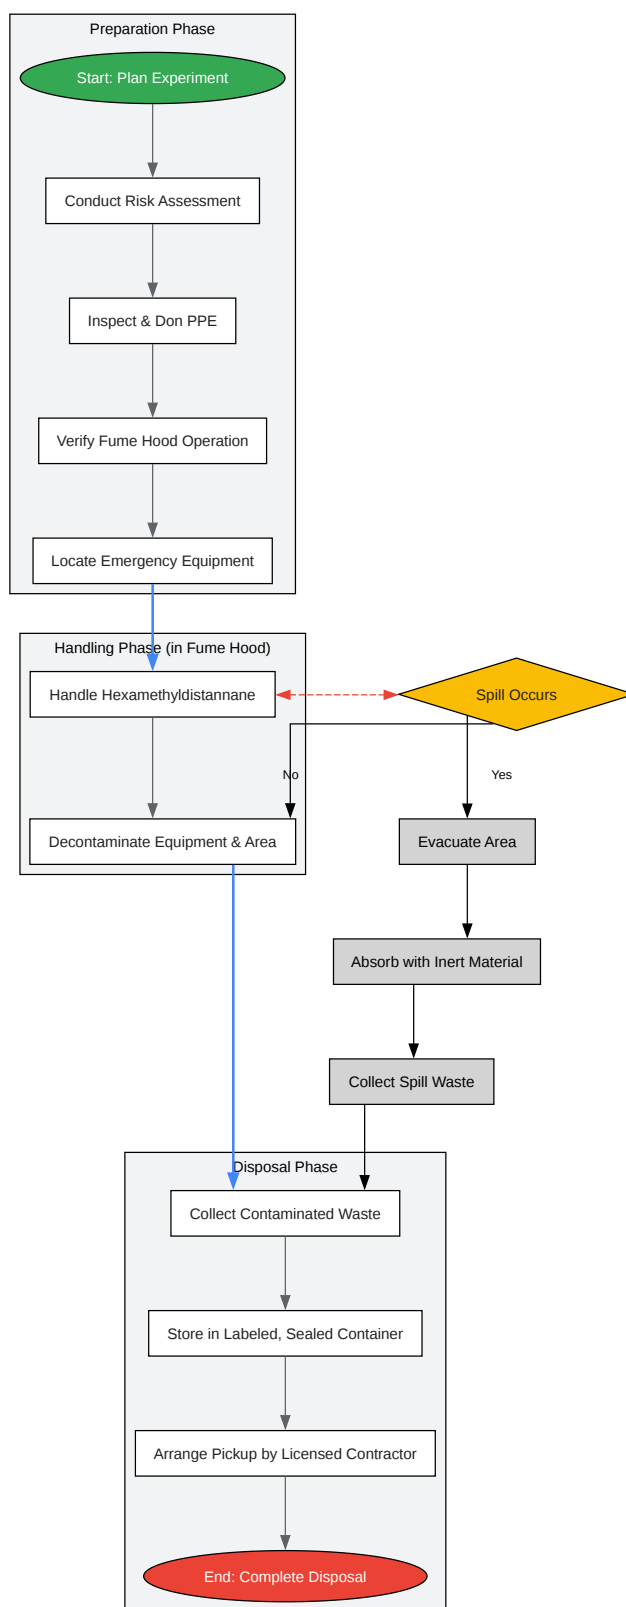 Preparation Phase
Start: Plan Experiment
Conduct Risk Assessment
Inspect & Don PPE
Verify Fume Hood Operation
Locate Emergency Equipment
Handling Phase (in Fume Hood)
Handle Hexamethyldistannane
Spill Occurs
No
Yes
Decontaminate Equipment & Area
Evacuate Area
Absorb with Inert Material
Collect Spill Waste
Disposal Phase
Collect Contaminated Waste
Store in Labeled, Sealed Container
Arrange Pickup by Licensed Contractor
End: Complete Disposal